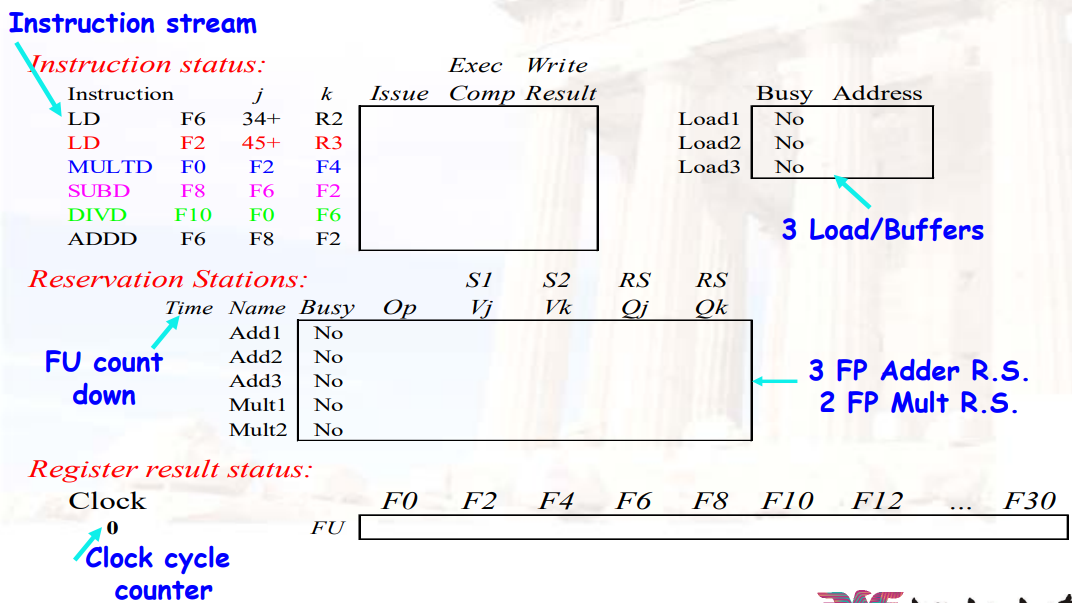 Instruction stream
Instruction status:
Exec Write
Instruction j k Issue Comp Result
Busy Address
LD F6 34+ R2
Load1 No
LD F2 45+ R3
Load2 No
MULTD F0 F2 F4
Load3 No
SUBD F8 F6 F2
DIVD F10 F0 F6
3 Load/Buffers
ADDD F6 F8 F2
Reservation Stations:
S1 S2 RS RS
Time Name Busy Op Vj Vk Qj Qk
Add1 No
Add2 No
Add3 No
Mult1 No
Mult2 No
FU count
down
3 FP Adder R.S.
2 FP Mult R.S.
Register result status:
Clock F0 F2 F4 F6 F8 F10 F12 ... F30
0 FU
Clock cycle
counter